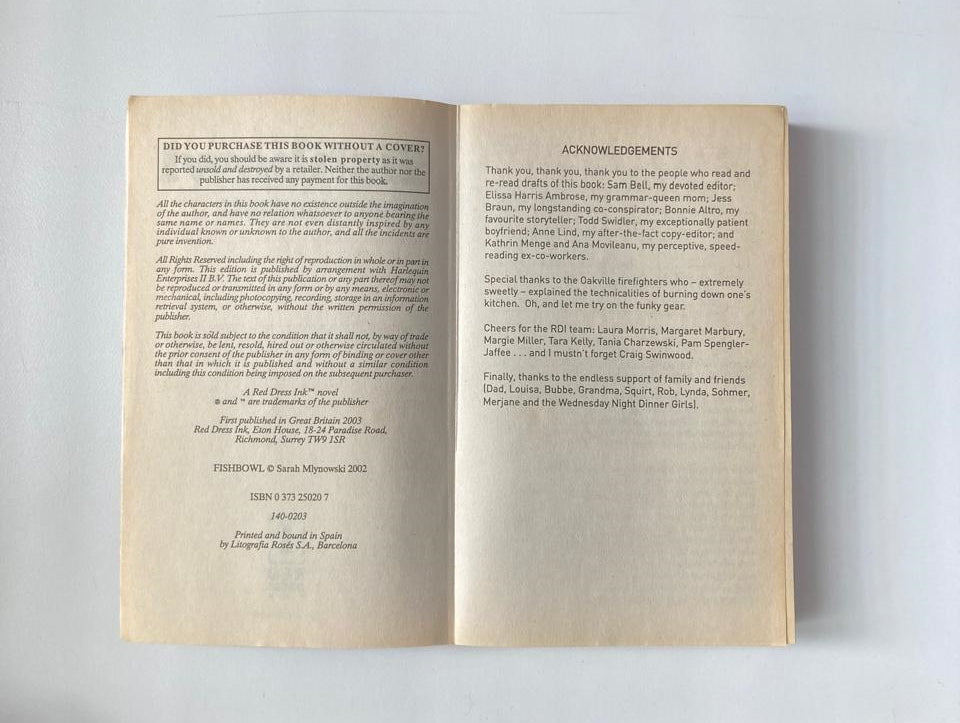 DID YOU PURCHASE THIS BOOK WITHOUT A COVER?
If you did, you should be aware it is stolen property as it was
reported unsold and destroyed by a retailer. Neither the author nor the
publisher has received any payment for this book.
All the characters in this book have no existence outside the imagination
of the author, and have no relation whatsoever to anyone bearing the
same name or names. They are not even distantly inspired by any
individual known or unknown to the author, and all the incidents are
pure invention.
All Rights Reserved including the right of reproduction in whole or in part in
any form. This edition is published by arrangement with Harlequin
Enterprises II B.V. The text of this publication or any part thereof may not
be reproduced or transmitted in any form or by any means, electronic or
mechanical, including photocopying, recording, storage in an information
retrieval system, or otherwise, without the written permission of the
publisher.
This book is sold subject to the condition that it shall not, by way of trade
or otherwise, be lent, resold, hired out or otherwise circulated without
the prior consent of the publisher in any form of binding or cover other
than that in which it is published and without a similar condition
including this condition being imposed on the subsequent purchaser.
A Red Dress Ink™ novel
® and ™ are trademarks of the publisher
First published in Great Britain 2003
Red Dress Ink, Eton House, 18-24 Paradise Road,
Richmond, Surrey TW9 1SR
FISHBOWL © Sarah Mlynowski 2002
ISBN 0 373 25020 7
140-0203
Printed and bound in Spain
by Litografia Rosés S.A., Barcelona
ACKNOWLEDGEMENTS
Thank you, thank you, thank you to the people who read and
re-read drafts of this book: Sam Bell, my devoted editor;
Elissa Harris Ambrose, my grammar-queen mom; Jess
Braun, my longstanding co-conspirator; Bonnie Altro, my
favourite storyteller; Todd Swidler, my exceptionally patient
boyfriend; Anne Lind, my after-the-fact copy-editor; and
Kathrin Menge and Ana Movileanu, my perceptive, speed-
reading ex-co-workers.
Special thanks to the Oakville firefighters who – extremely
sweetly – explained the technicalities of burning down one's
kitchen. Oh, and let me try on the funky gear.
Cheers for the RDI team: Laura Morris, Margaret Marbury,
Margie Miller, Tara Kelly, Tania Charzewski, Pam Spengler-
Jaffee . . . and I mustn't forget Craig Swinwood.
Finally, thanks to the endless support of family and friends
(Dad, Louisa, Bubbe, Grandma, Squirt, Rob, Lynda, Sohmer,
Merjane and the Wednesday Night Dinner Girls).